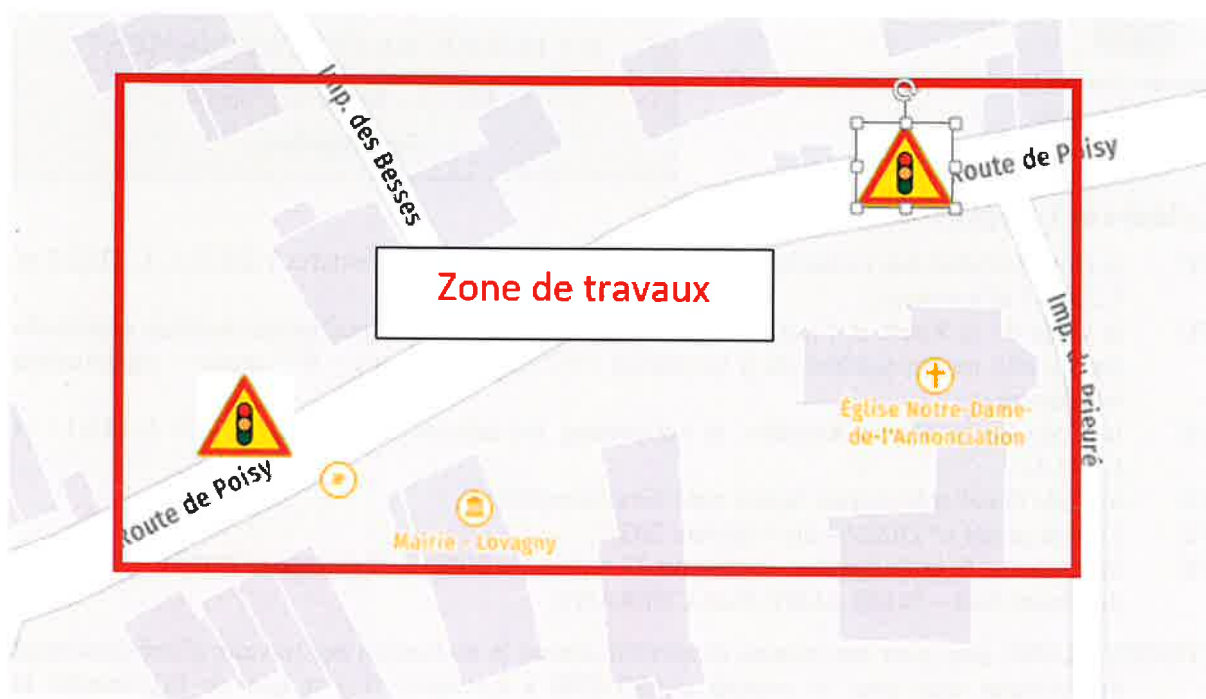 Imp. des Besses
Route de Poisy
Zone de travaux
Imp. du Prieuré
Église Notre-Dame-
de-l'Annonciation
Route de Poisy
Mairie - Lovagny